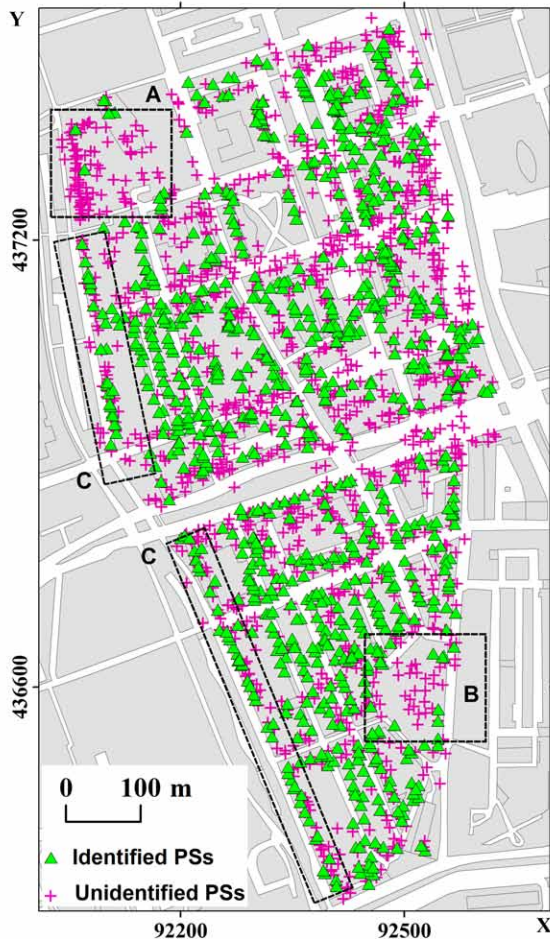 Y
A
437200
C
C
436600
B
0 100 m
Identified PSs
Unidentified PSs
92200 92500 X